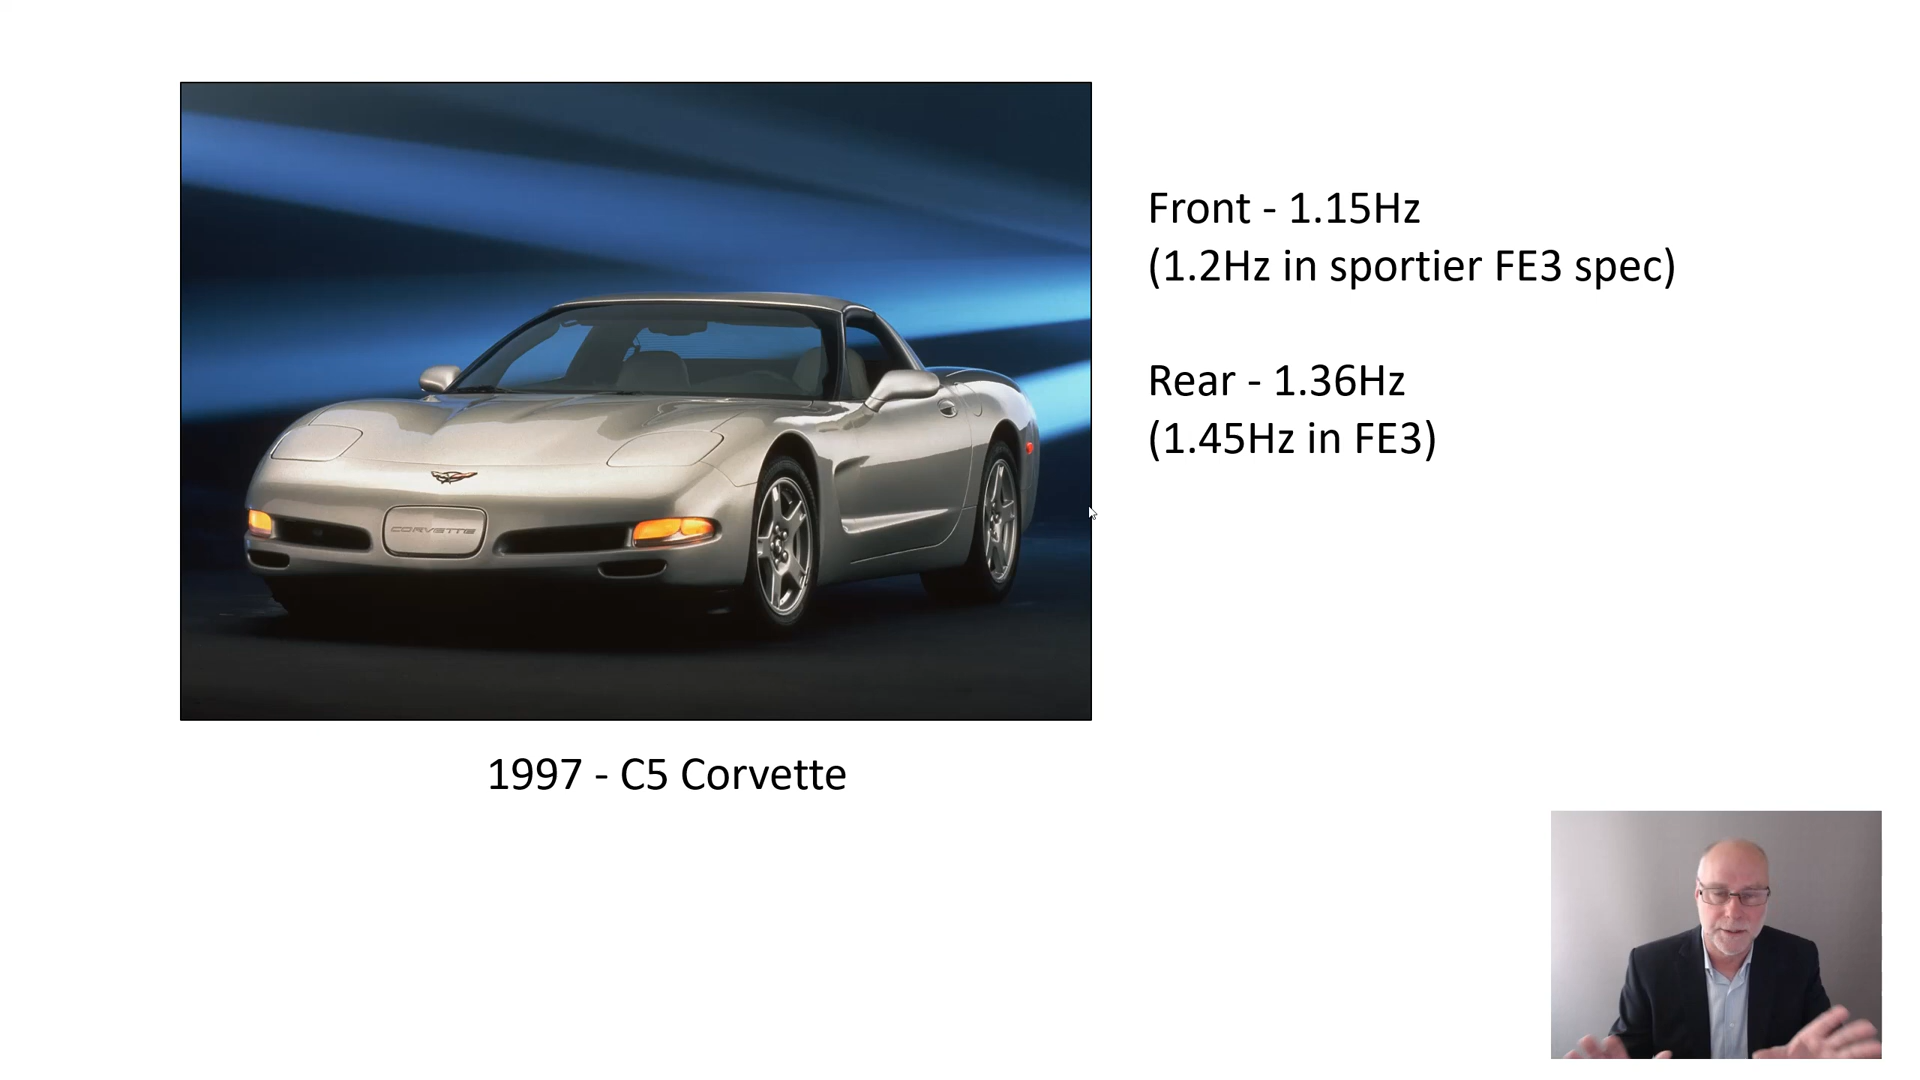 Front - 1.15Hz
(1.2Hz in sportier FE3 spec)
Rear - 1.36Hz
(1.45Hz in FE3)
CORVETTE
1997 - C5 Corvette